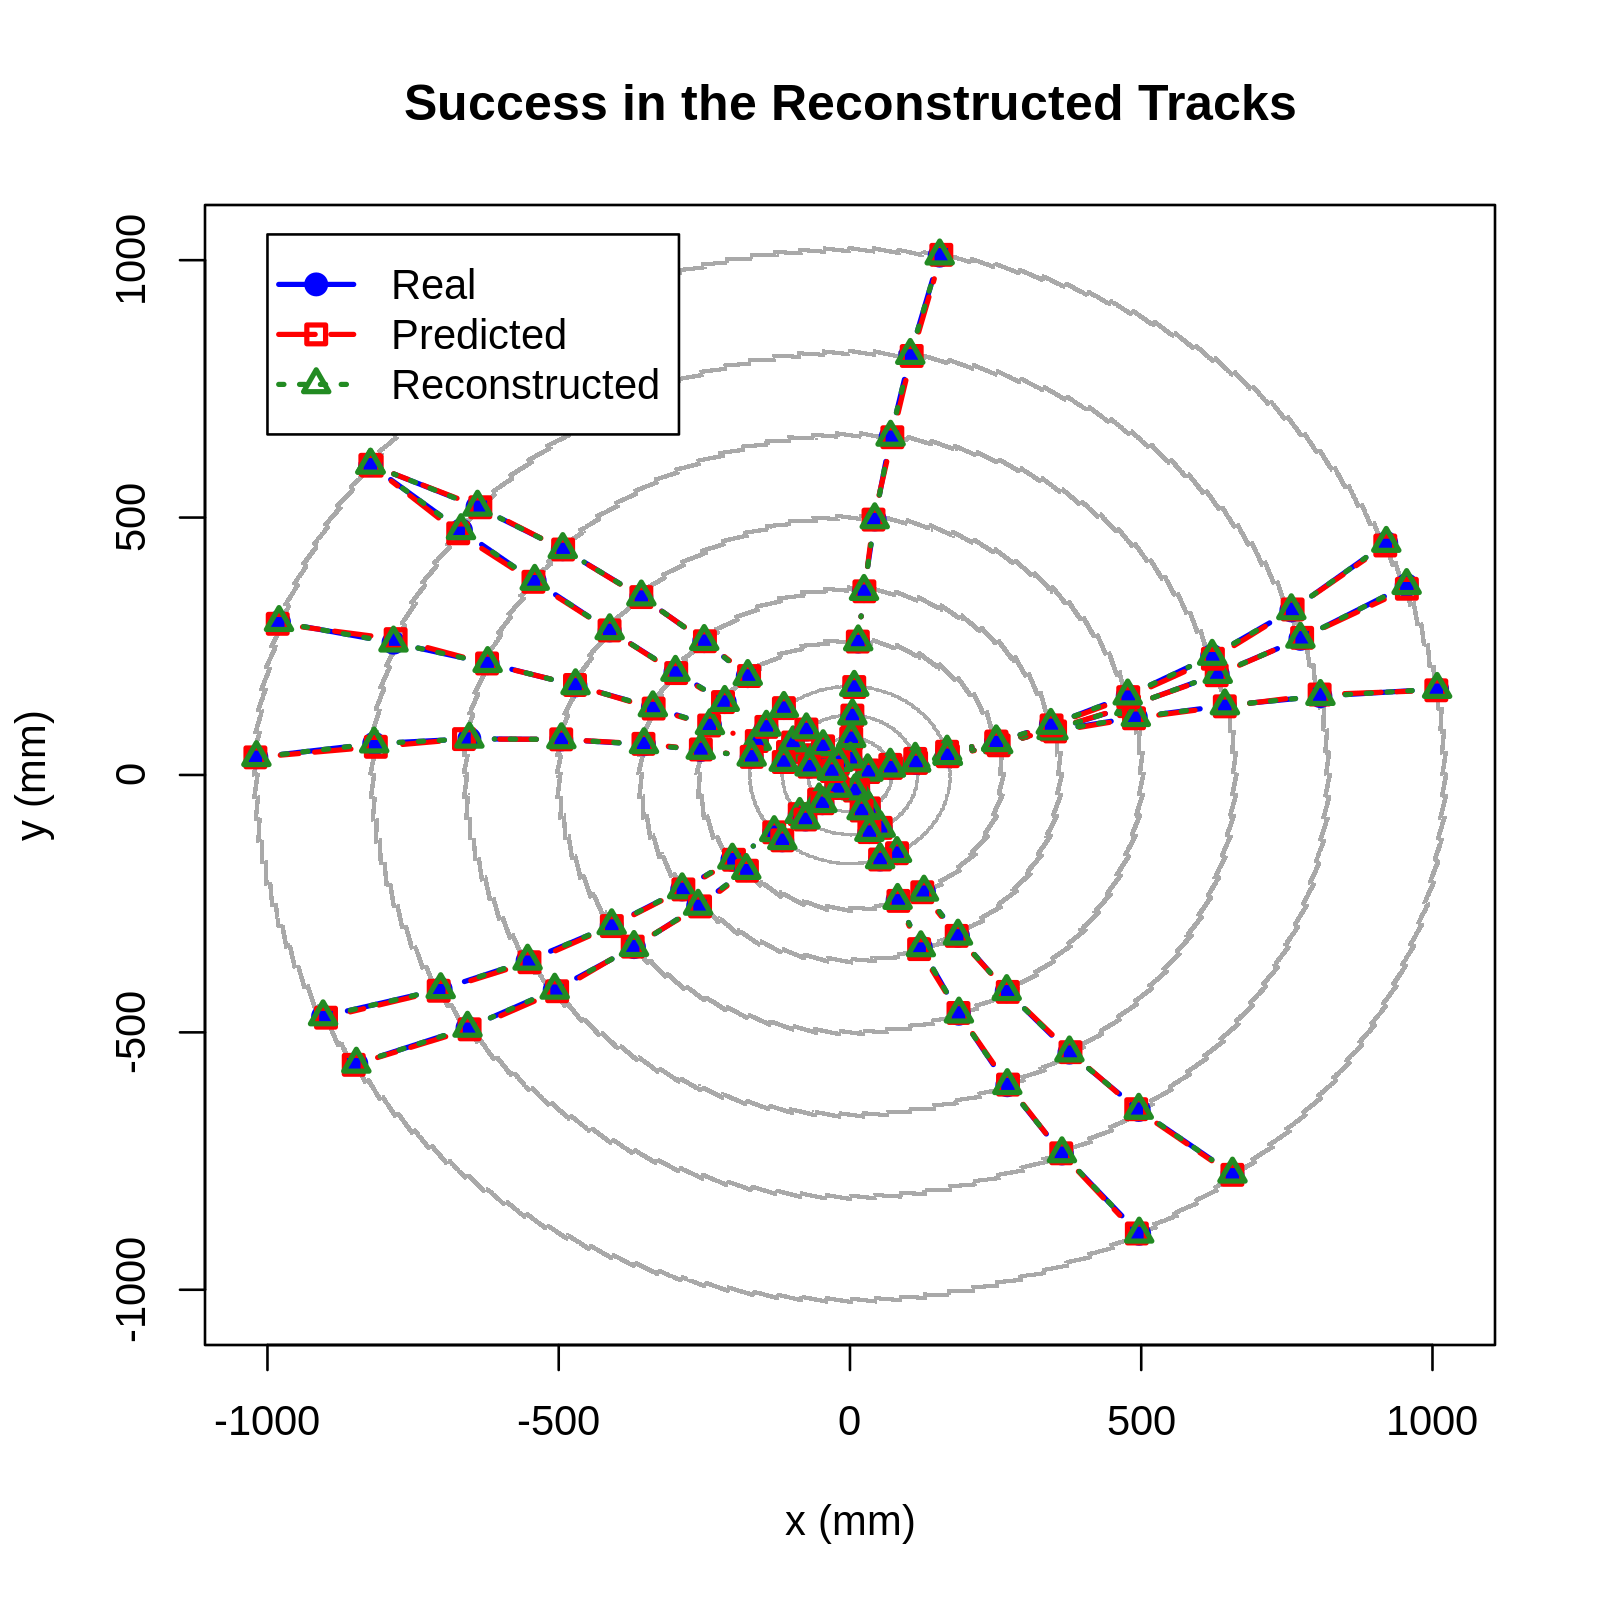 Success in the Reconstructed Tracks
Real
Predicted
Reconstructed
y (mm)
1000
500
0
-500
-1000
-1000
-500
0
500
1000
x (mm)